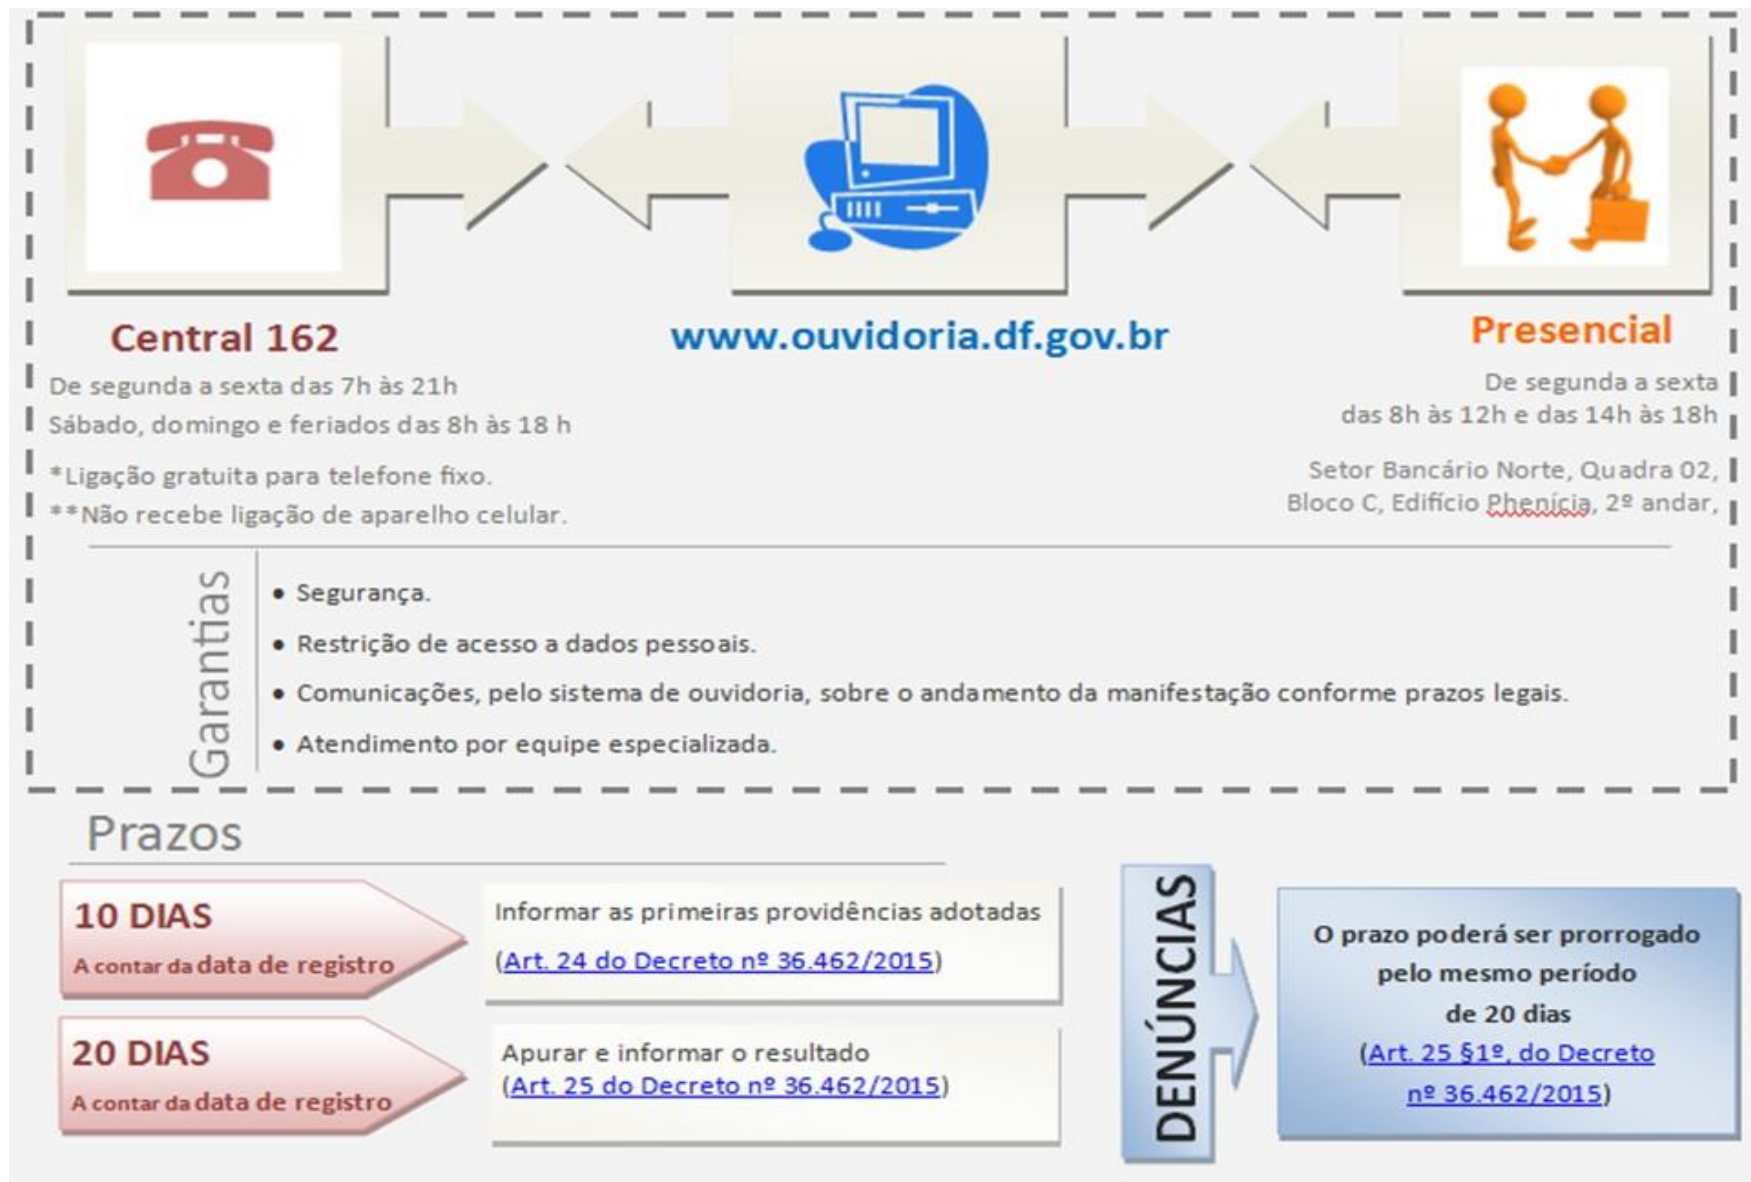 Central 162
De segunda a sexta das 7h às 21h
Sábado, domingo e feriados das 8h às 18 h
*Ligação gratuita para telefone fixo.
**Não recebe ligação de aparelho celular.
www.ouvidoria.df.gov.br
Presencial
De segunda a sexta
das 8h às 12h e das 14h às 18h
Setor Bancário Norte, Quadra 02,
Bloco C, Edifício Phenícia, 2º andar,
Garantias
• Segurança.
• Restrição de acesso a dados pessoais.
• Comunicações, pelo sistema de ouvidoria, sobre o andamento da manifestação conforme prazos legais.
• Atendimento por equipe especializada.
Prazos
10 DIAS
A contar da data de registro
Informar as primeiras providências adotadas
(Art. 24 do Decreto nº 36.462/2015)
20 DIAS
A contar da data de registro
Apurar e informar o resultado
(Art. 25 do Decreto nº 36.462/2015)
DENÚNCIAS
O prazo poderá ser prorrogado
pelo mesmo período
de 20 dias
(Art. 25 §1º, do Decreto
nº 36.462/2015)